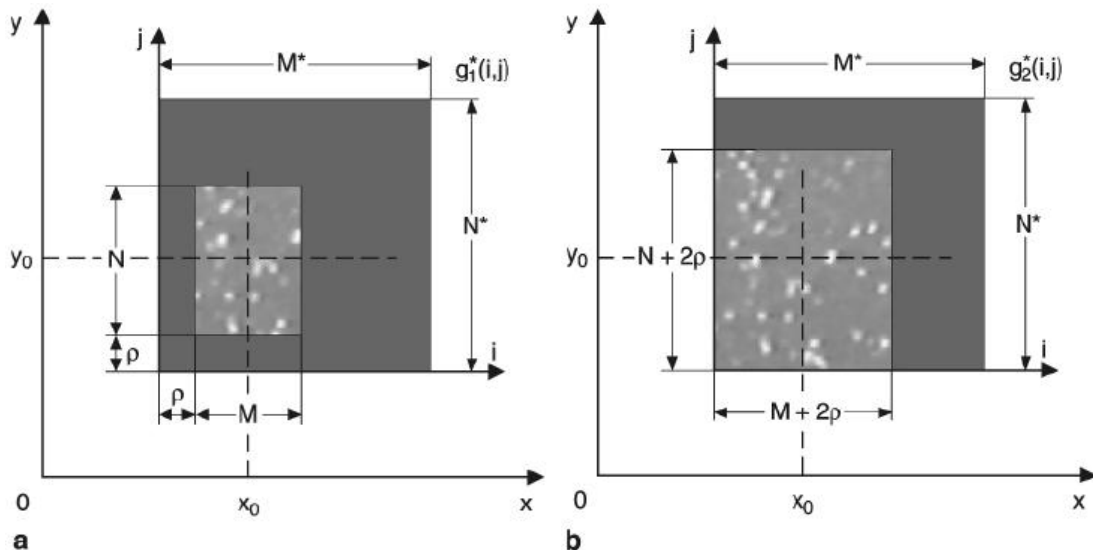 y
j
M*
g₁*(i,j)
N
N*
y₀
ρ
i
ρ
M
0
x₀
x
a
y
j
M*
g₂*(i,j)
N + 2ρ
N*
y₀
i
M + 2ρ
0
x₀
x
b